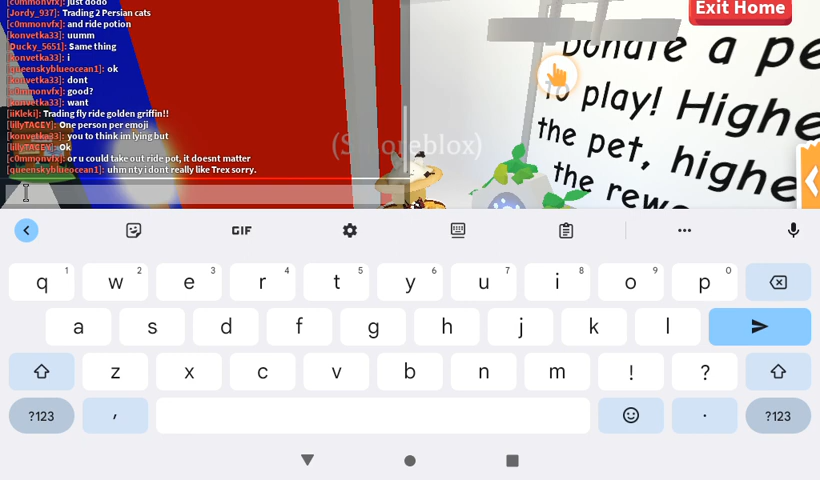 [c0mmonvfx]: just dodo
[Jordy_937]: Trading 2 Persian cats
[c0mmonvfx]: and ride potion
[konvetka33]: uumm
[Ducky_5651]: Same thing
[konvetka33]: i
[queenskyblueocean1]: ok
[konvetka33]: dont
[c0mmonvfx]: good?
[konvetka33]: want
[iiKleki]: Trading fly ride golden griffin!!
[lillyTACEY]: One person per emoji
[konvetka33]: you to think im lying but
[lillyTACEY]: Ok
[c0mmonvfx]: or u could take out ride pot, it doesnt matter
[queenskyblueocean1]: uhm nty i dont really like Trex sorry.
Exit Home
Donate a pe
to play! Highe
the pet, highe
the rewa
GIF
q 1 w 2 e 3 r 4 t 5 y 6 u 7 i 8 o 9 p 0
a s d f g h j k l
z x c v b n m ! ?
?123 , . ?123